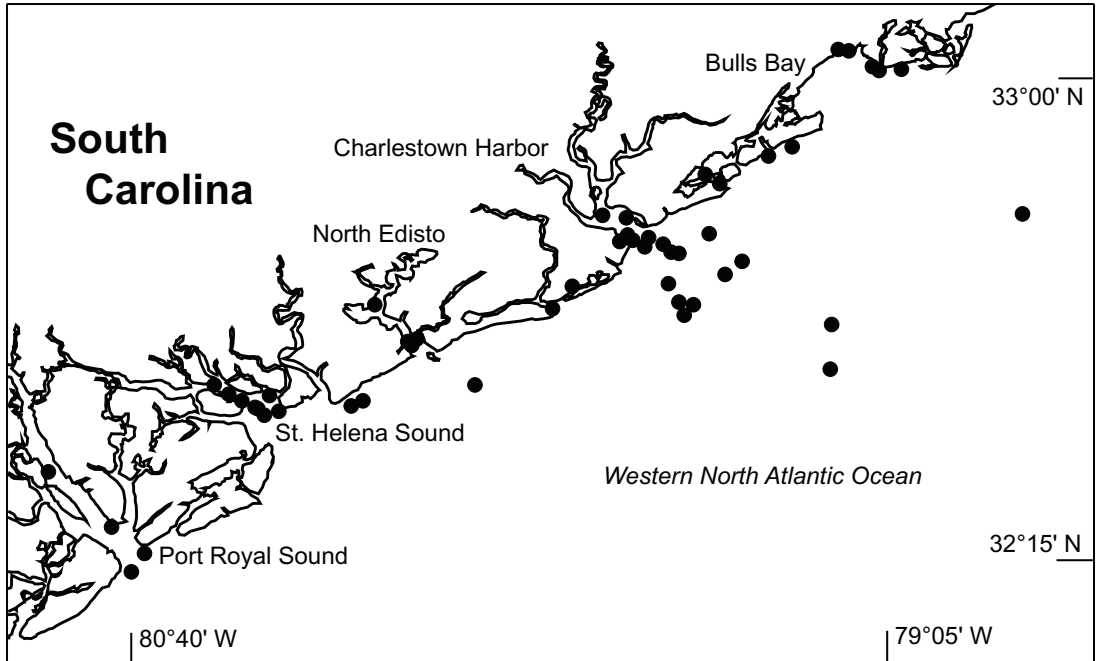 Bulls Bay
33°00' N
South
Carolina
Charlestown Harbor
North Edisto
St. Helena Sound
Western North Atlantic Ocean
32°15' N
Port Royal Sound
80°40' W
79°05' W